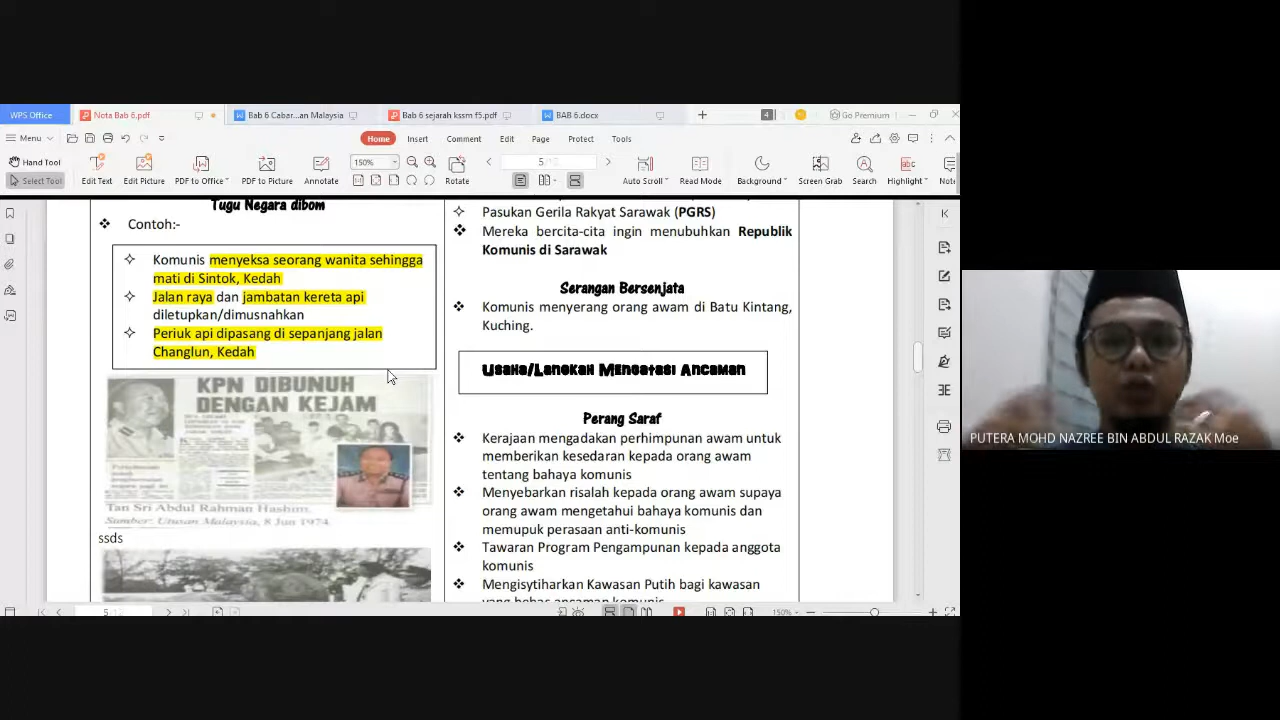 WPS Office
Nota Bab 6.pdf
Bab 6 Cabar...an Malaysia
Bab 6 sejarah kssm f5.pdf
BAB 6.docx
4
Go Premium
Menu
Home
Insert
Comment
Edit
Page
Protect
Tools
Hand Tool
Select Tool
Edit Text
Edit Picture
PDF to Office
PDF to Picture
Annotate
150%
Rotate
5
Auto Scroll
Read Mode
Background
Screen Grab
Search
Highlight
Tugu Negara dibom
Contoh:-
Komunis menyeksa seorang wanita sehingga
mati di Sintok, Kedah
Jalan raya dan jambatan kereta api
diletupkan/dimusnahkan
Periuk api dipasang di sepanjang jalan
Changlun, Kedah
KPN DIBUNUH
DENGAN KEJAM
Tan Sri Abdul Rahman Hashim.
Sumber: Utusan Malaysia, 8 Jun 1974.
ssds
Pasukan Gerila Rakyat Sarawak (PGRS)
Mereka bercita-cita ingin menubuhkan Republik
Komunis di Sarawak
Serangan Bersenjata
Komunis menyerang orang awam di Batu Kintang,
Kuching.
Usaha/Langkah Mengatasi Ancaman
Perang Saraf
Kerajaan mengadakan perhimpunan awam untuk
memberikan kesedaran kepada orang awam
tentang bahaya komunis
Menyebarkan risalah kepada orang awam supaya
orang awam mengetahui bahaya komunis dan
memupuk perasaan anti-komunis
Tawaran Program Pengampunan kepada anggota
komunis
Mengisytiharkan Kawasan Putih bagi kawasan
yang bebas ancaman komunis
150%
PUTERA MOHD NAZREE BIN ABDUL RAZAK Moe